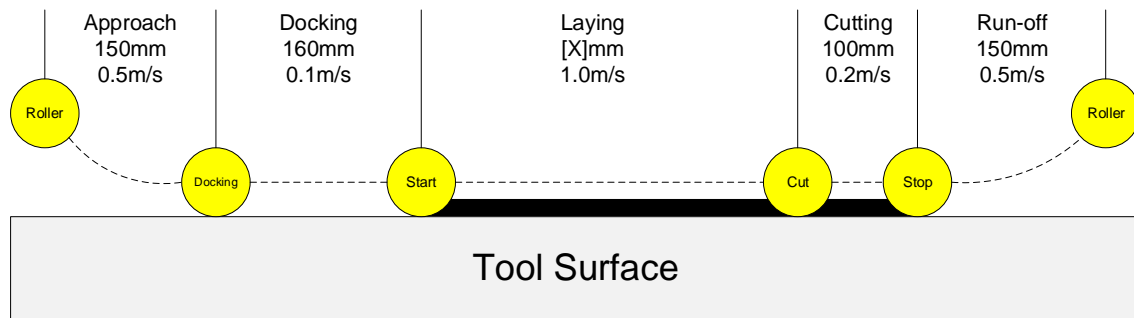 Approach
150mm
0.5m/s
Docking
160mm
0.1m/s
Laying
[X]mm
1.0m/s
Cutting
100mm
0.2m/s
Run-off
150mm
0.5m/s
Roller
Roller
Docking
Start
Cut
Stop
Tool Surface